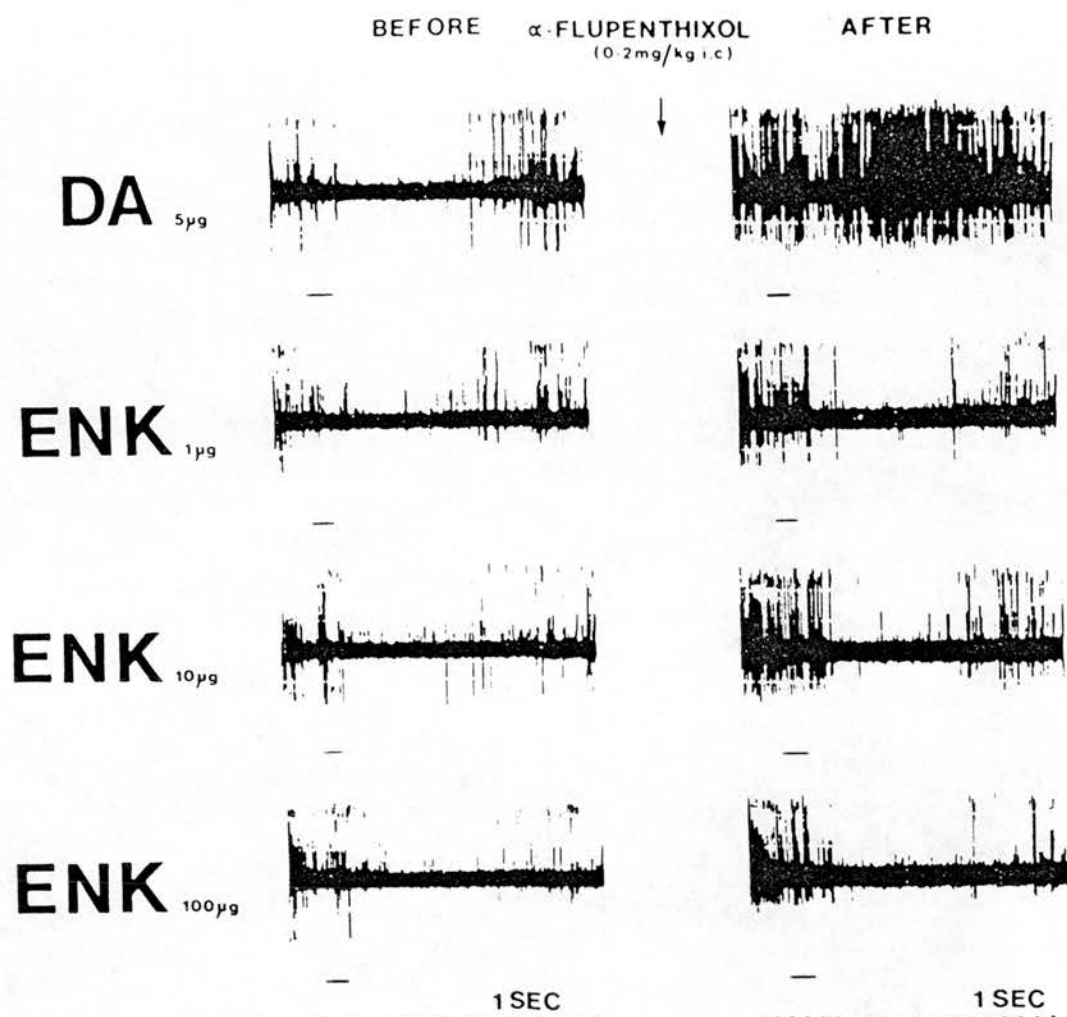 BEFORE α-FLUPENTHIXOL AFTER
(0·2mg/kg i.c)
DA 5µg
ENK 1µg
ENK 10µg
ENK 100µg
1 SEC 1 SEC